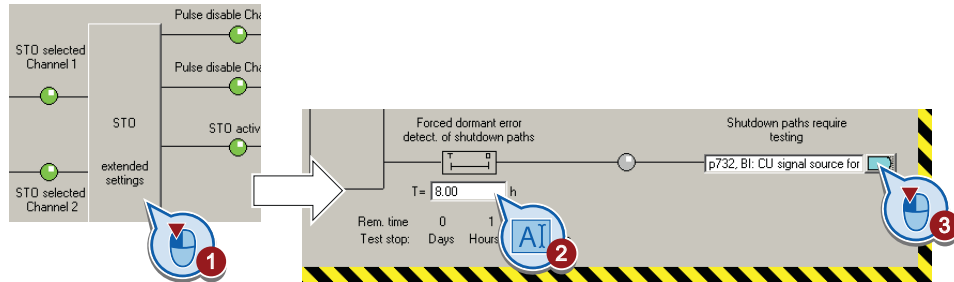 Pulse disable Cha
STO selected
Channel 1
Pulse disable Cha
STO
STO activ
extended
settings
STO selected
Channel 2
1
Forced dormant error
detect. of shutdown paths
Shutdown paths require
testing
T
0
p732, BI: CU signal source for
T= 8.00 h
Rem. time 0 1
Test stop: Days Hours
AI
2
3